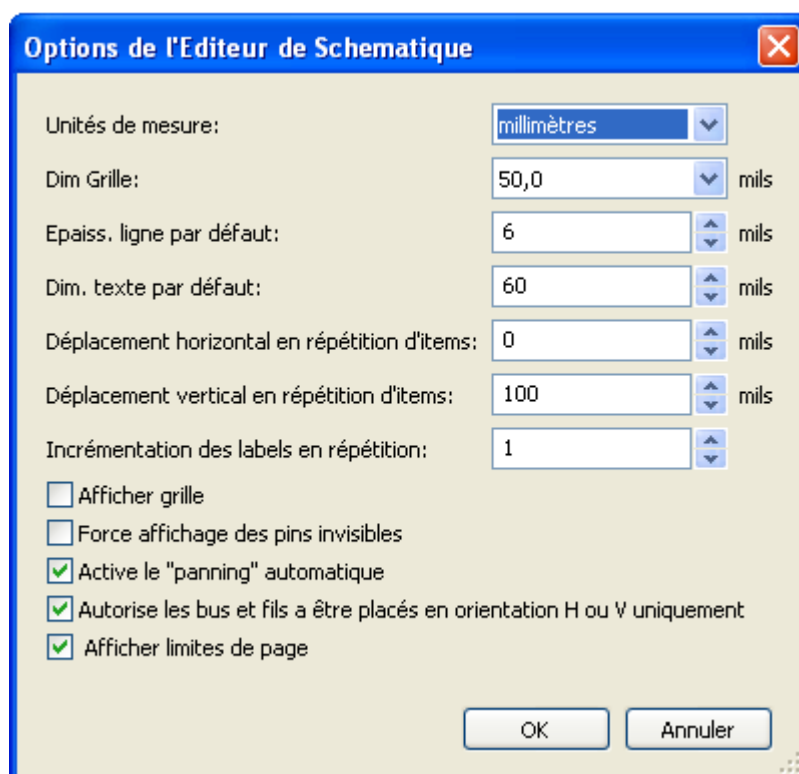 Options de l'Editeur de Schematique
Unités de mesure: millimètres
Dim Grille: 50,0 mils
Epaiss. ligne par défaut: 6 mils
Dim. texte par défaut: 60 mils
Déplacement horizontal en répétition d'items: 0 mils
Déplacement vertical en répétition d'items: 100 mils
Incrémentation des labels en répétition: 1
Afficher grille
Force affichage des pins invisibles
Active le "panning" automatique
Autorise les bus et fils a être placés en orientation H ou V uniquement
Afficher limites de page
OK Annuler